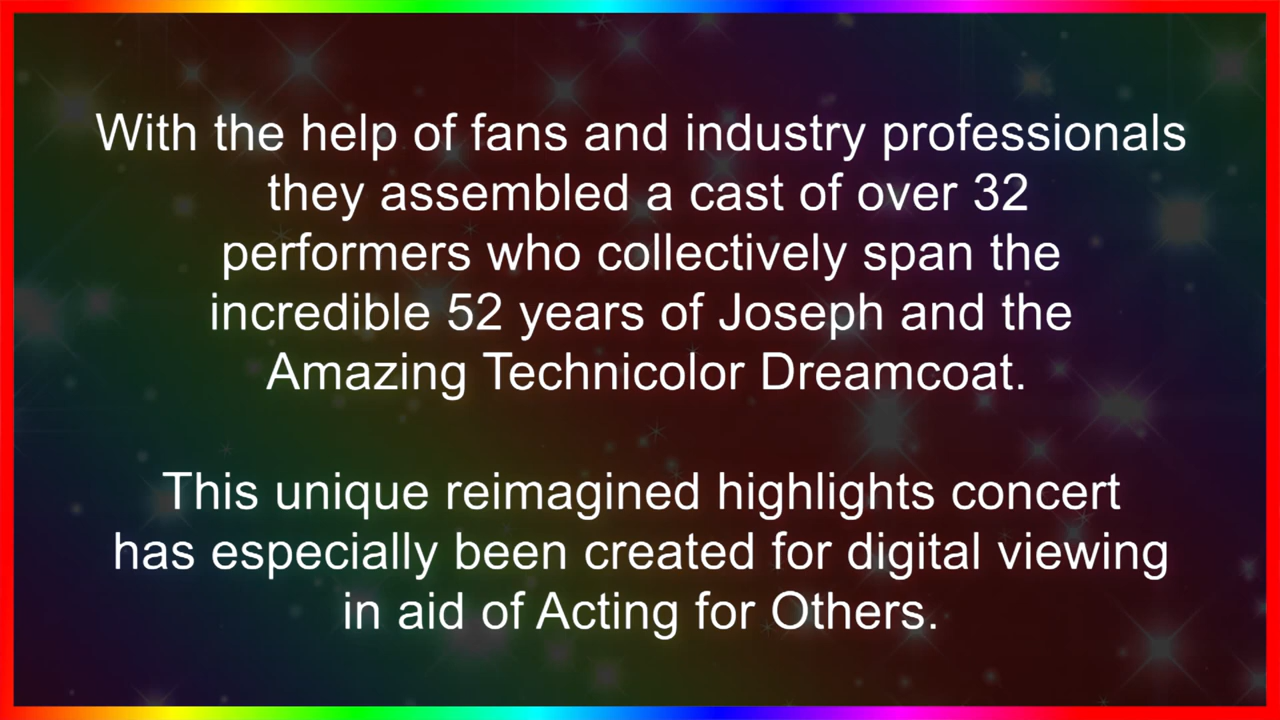 With the help of fans and industry professionals
they assembled a cast of over 32
performers who collectively span the
incredible 52 years of Joseph and the
Amazing Technicolor Dreamcoat.
This unique reimagined highlights concert
has especially been created for digital viewing
in aid of Acting for Others.